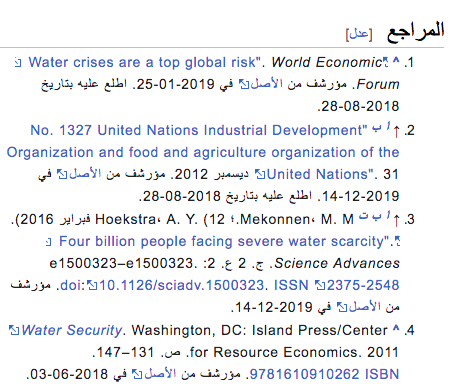 المراجع [عدل]
1. ^ "Water crises are a top global risk". World Economic
Forum. مؤرشف من الأصل في 2019-01-25. اطلع عليه بتاريخ
2018-08-28.
2. ↑ أ ب "No. 1327 United Nations Industrial Development
Organization and food and agriculture organization of the
United Nations". 31 ديسمبر 2012. مؤرشف من الأصل في
2019-12-14. اطلع عليه بتاريخ 2018-08-28.
3. ↑ أ ب ت Mekonnen، M. M.؛ Hoekstra، A. Y. (12 فبراير 2016).
"Four billion people facing severe water scarcity".
Science Advances. ج. 2 ع. 2: e1500323–e1500323.
doi:10.1126/sciadv.1500323. ISSN 2375-2548. مؤرشف
من الأصل في 2019-12-14.
4. ^ Water Security. Washington, DC: Island Press/Center
for Resource Economics. 2011. ص. 131–147.
ISBN 9781610910262. مؤرشف من الأصل في 2018-06-03.